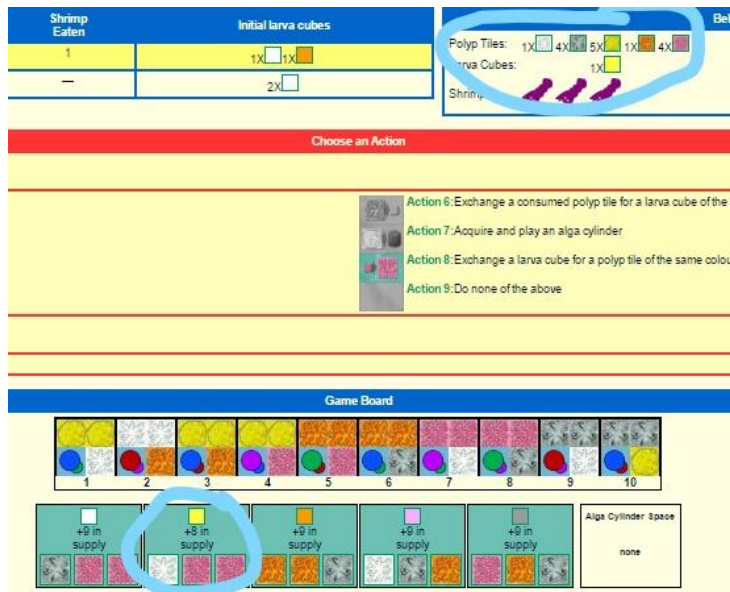 Shrimp Eaten
Initial larva cubes
1
1X 1X
—
2X
Bel
Polyp Tiles: 1X 4X 5X 1X 4X
arva Cubes: 1X
Shrimp
Choose an Action
Action 6:Exchange a consumed polyp tile for a larva cube of the
Action 7:Acquire and play an alga cylinder
Action 8:Exchange a larva cube for a polyp tile of the same colou
Action 9:Do none of the above
Game Board
1 2 3 4 5 6 7 8 9 10
+9 in supply
+8 in supply
+9 in supply
+9 in supply
+9 in supply
Alga Cylinder Space
none